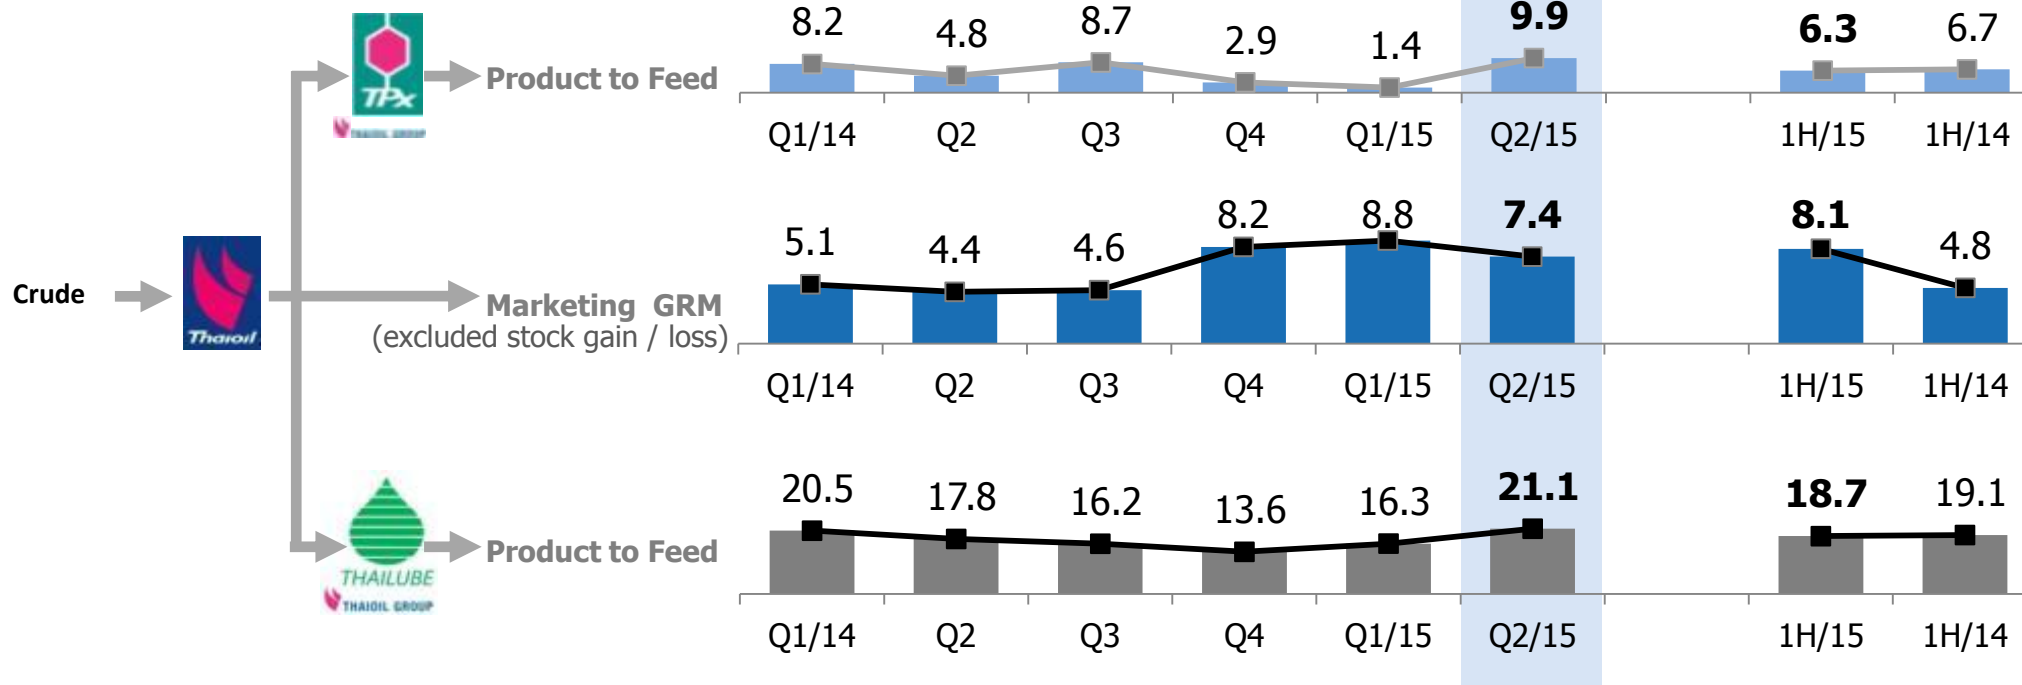 8.2 4.8 8.7 2.9 1.4 9.9 6.3 6.7
TPx
Product to Feed
THAIOIL GROUP
Q1/14 Q2 Q3 Q4 Q1/15 Q2/15 1H/15 1H/14
5.1 4.4 4.6 8.2 8.8 7.4 8.1 4.8
Crude
Thaioil
Marketing GRM
(excluded stock gain / loss)
Q1/14 Q2 Q3 Q4 Q1/15 Q2/15 1H/15 1H/14
20.5 17.8 16.2 13.6 16.3 21.1 18.7 19.1
Product to Feed
THAILUBE
THAIOIL GROUP
Q1/14 Q2 Q3 Q4 Q1/15 Q2/15 1H/15 1H/14